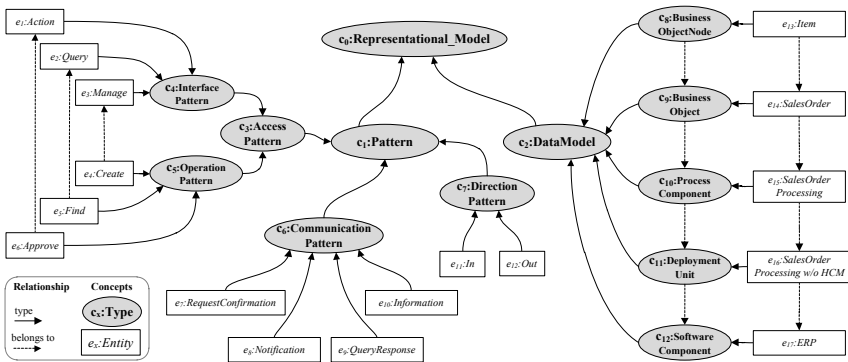 e₁:Action
e₂:Query
e₃:Manage
e₄:Create
e₅:Find
e₆:Approve
c₄:Interface
Pattern
c₅:Operation
Pattern
c₃:Access
Pattern
c₀:Representational_Model
c₁:Pattern
c₂:DataModel
c₇:Direction
Pattern
c₆:Communication
Pattern
e₁₁:In
e₁₂:Out
e₇:RequestConfirmation
e₁₀:Information
e₈:Notification
e₉:QueryResponse
c₈:Business
ObjectNode
c₉:Business
Object
c₁₀:Process
Component
c₁₁:Deployment
Unit
c₁₂:Software
Component
e₁₃:Item
e₁₄:SalesOrder
e₁₅:SalesOrder
Processing
e₁₆:SalesOrder
Processing w/o HCM
e₁₇:ERP
Relationship
Concepts
type
cₓ:Type
belongs to
eₓ:Entity